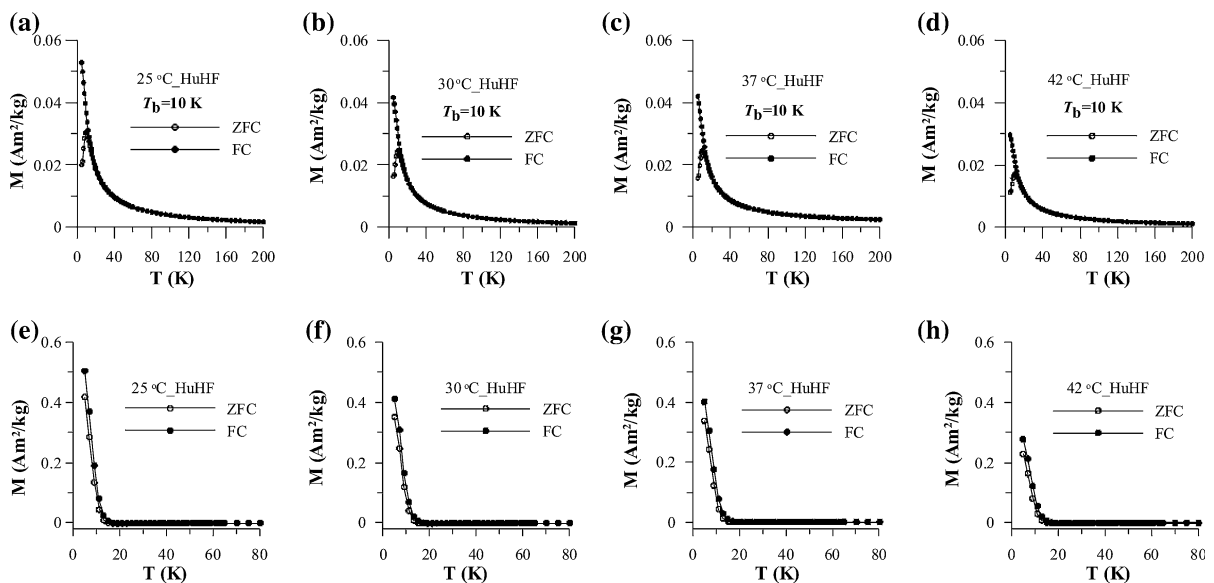 (a)
0.06
0.04
0.02
0
M (Am²/kg)
25 °C_HuHF
Tb=10 K
ZFC
FC
0 40 80 120 160 200
T (K)
(b)
0.06
0.04
0.02
0
M (Am²/kg)
30 °C_HuHF
Tb=10 K
ZFC
FC
0 40 80 120 160 200
T (K)
(c)
0.06
0.04
0.02
0
M (Am²/kg)
37 °C_HuHF
Tb=10 K
ZFC
FC
0 40 80 120 160 200
T (K)
(d)
0.06
0.04
0.02
0
M (Am²/kg)
42 °C_HuHF
Tb=10 K
ZFC
FC
0 40 80 120 160 200
T (K)
(e)
0.6
0.4
0.2
0
M (Am²/kg)
25 °C_HuHF
ZFC
FC
0 20 40 60 80
T (K)
(f)
0.6
0.4
0.2
0
M (Am²/kg)
30 °C_HuHF
ZFC
FC
0 20 40 60 80
T (K)
(g)
0.6
0.4
0.2
0
M (Am²/kg)
37 °C_HuHF
ZFC
FC
0 20 40 60 80
T (K)
(h)
0.6
0.4
0.2
0
M (Am²/kg)
42 °C_HuHF
ZFC
FC
0 20 40 60 80
T (K)